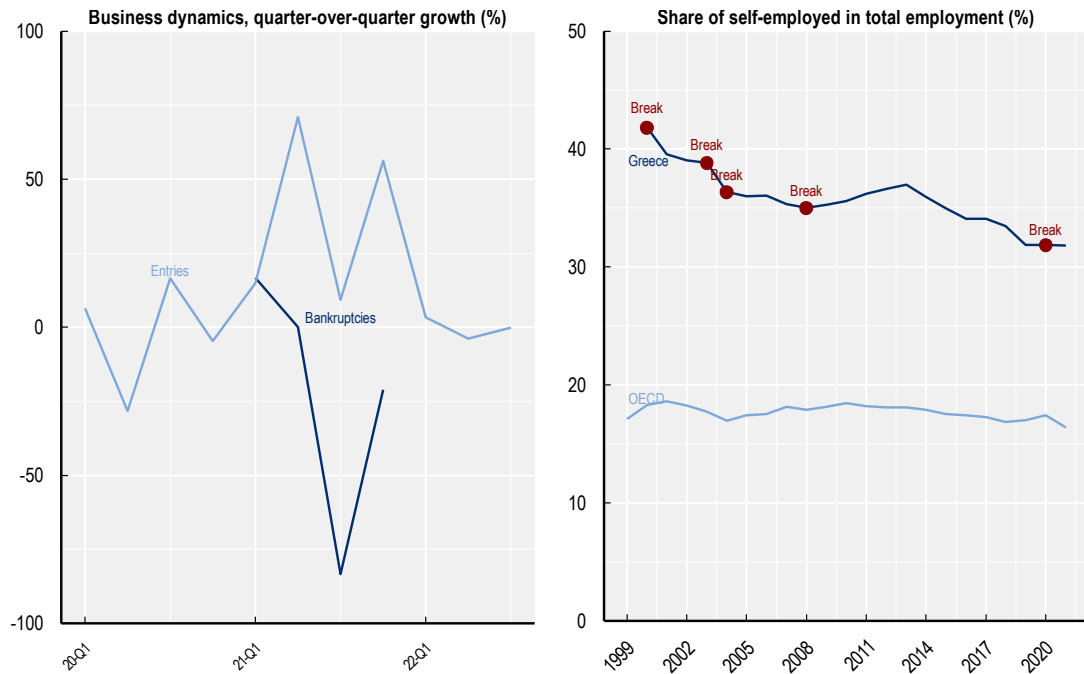 Business dynamics, quarter-over-quarter growth (%)
100
50
0
-50
-100
Entries
Bankruptcies
20-Q1
21-Q1
22-Q1
Share of self-employed in total employment (%)
50
40
30
20
10
0
Break
Break
Greece
Break
Break
Break
OECD
1999
2002
2005
2008
2011
2014
2017
2020